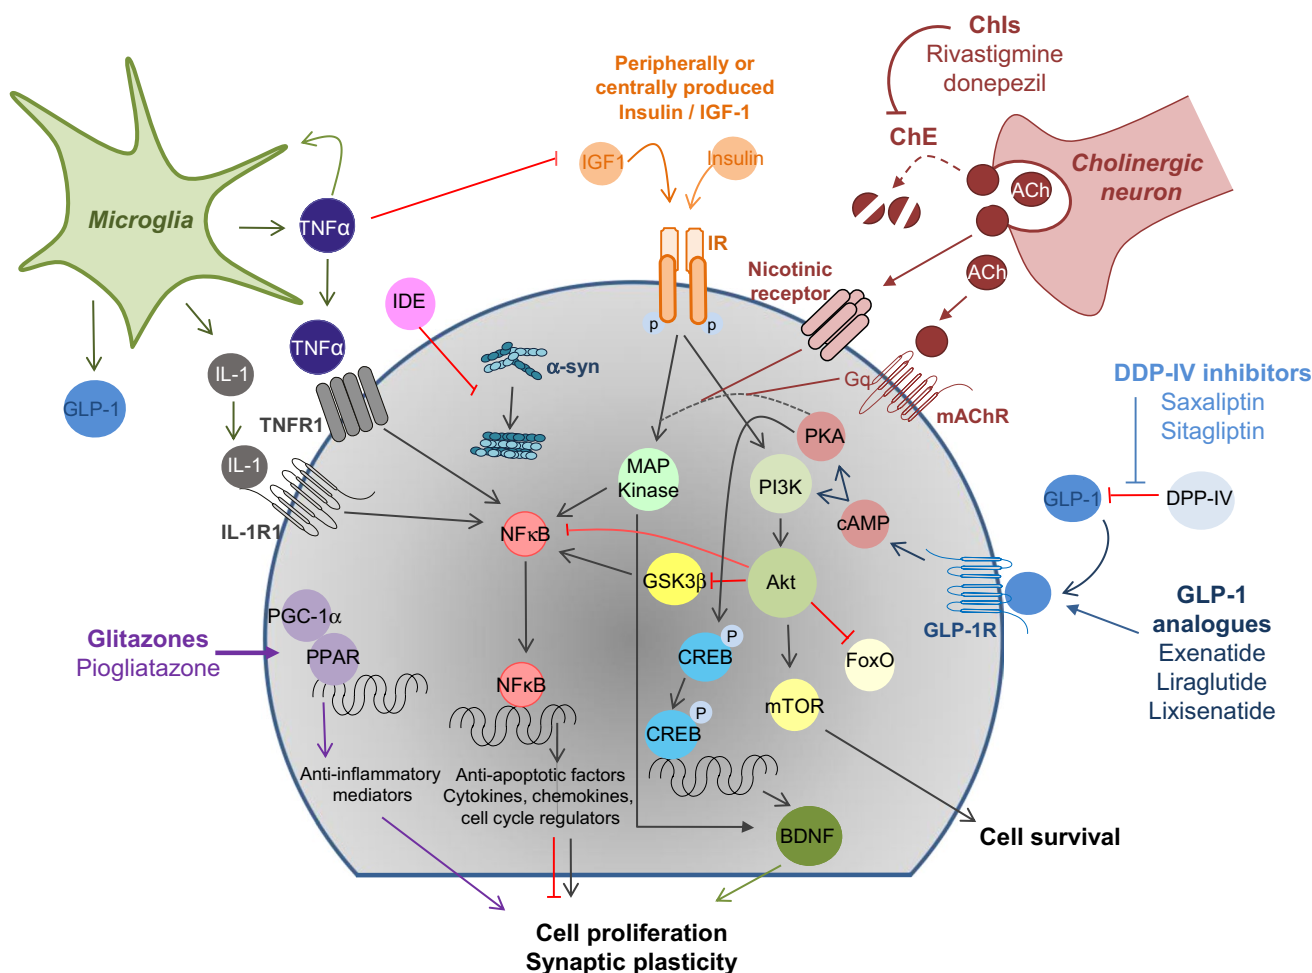 ChIs
Rivastigmine
donepezil
Peripherally or
centrally produced
Insulin / IGF-1
ChE
IGF1
Insulin
Cholinergic
neuron
ACh
Microglia
TNFα
IR
Nicotinic
receptor
ACh
IDE
p
p
TNFα
α-syn
IL-1
Gq
DDP-IV inhibitors
Saxaliptin
Sitagliptin
GLP-1
TNFR1
mAChR
PKA
IL-1
MAP
Kinase
PI3K
GLP-1
DPP-IV
IL-1R1
NFκB
cAMP
GSK3β
Akt
PGC-1α
GLP-1R
GLP-1
analogues
Exenatide
Liraglutide
Lixisenatide
Glitazones
Piogliatazone
PPAR
P
CREB
FoxO
NFκB
mTOR
P
CREB
Anti-inflammatory
mediators
Anti-apoptotic factors
Cytokines, chemokines,
cell cycle regulators
BDNF
Cell survival
Cell proliferation
Synaptic plasticity